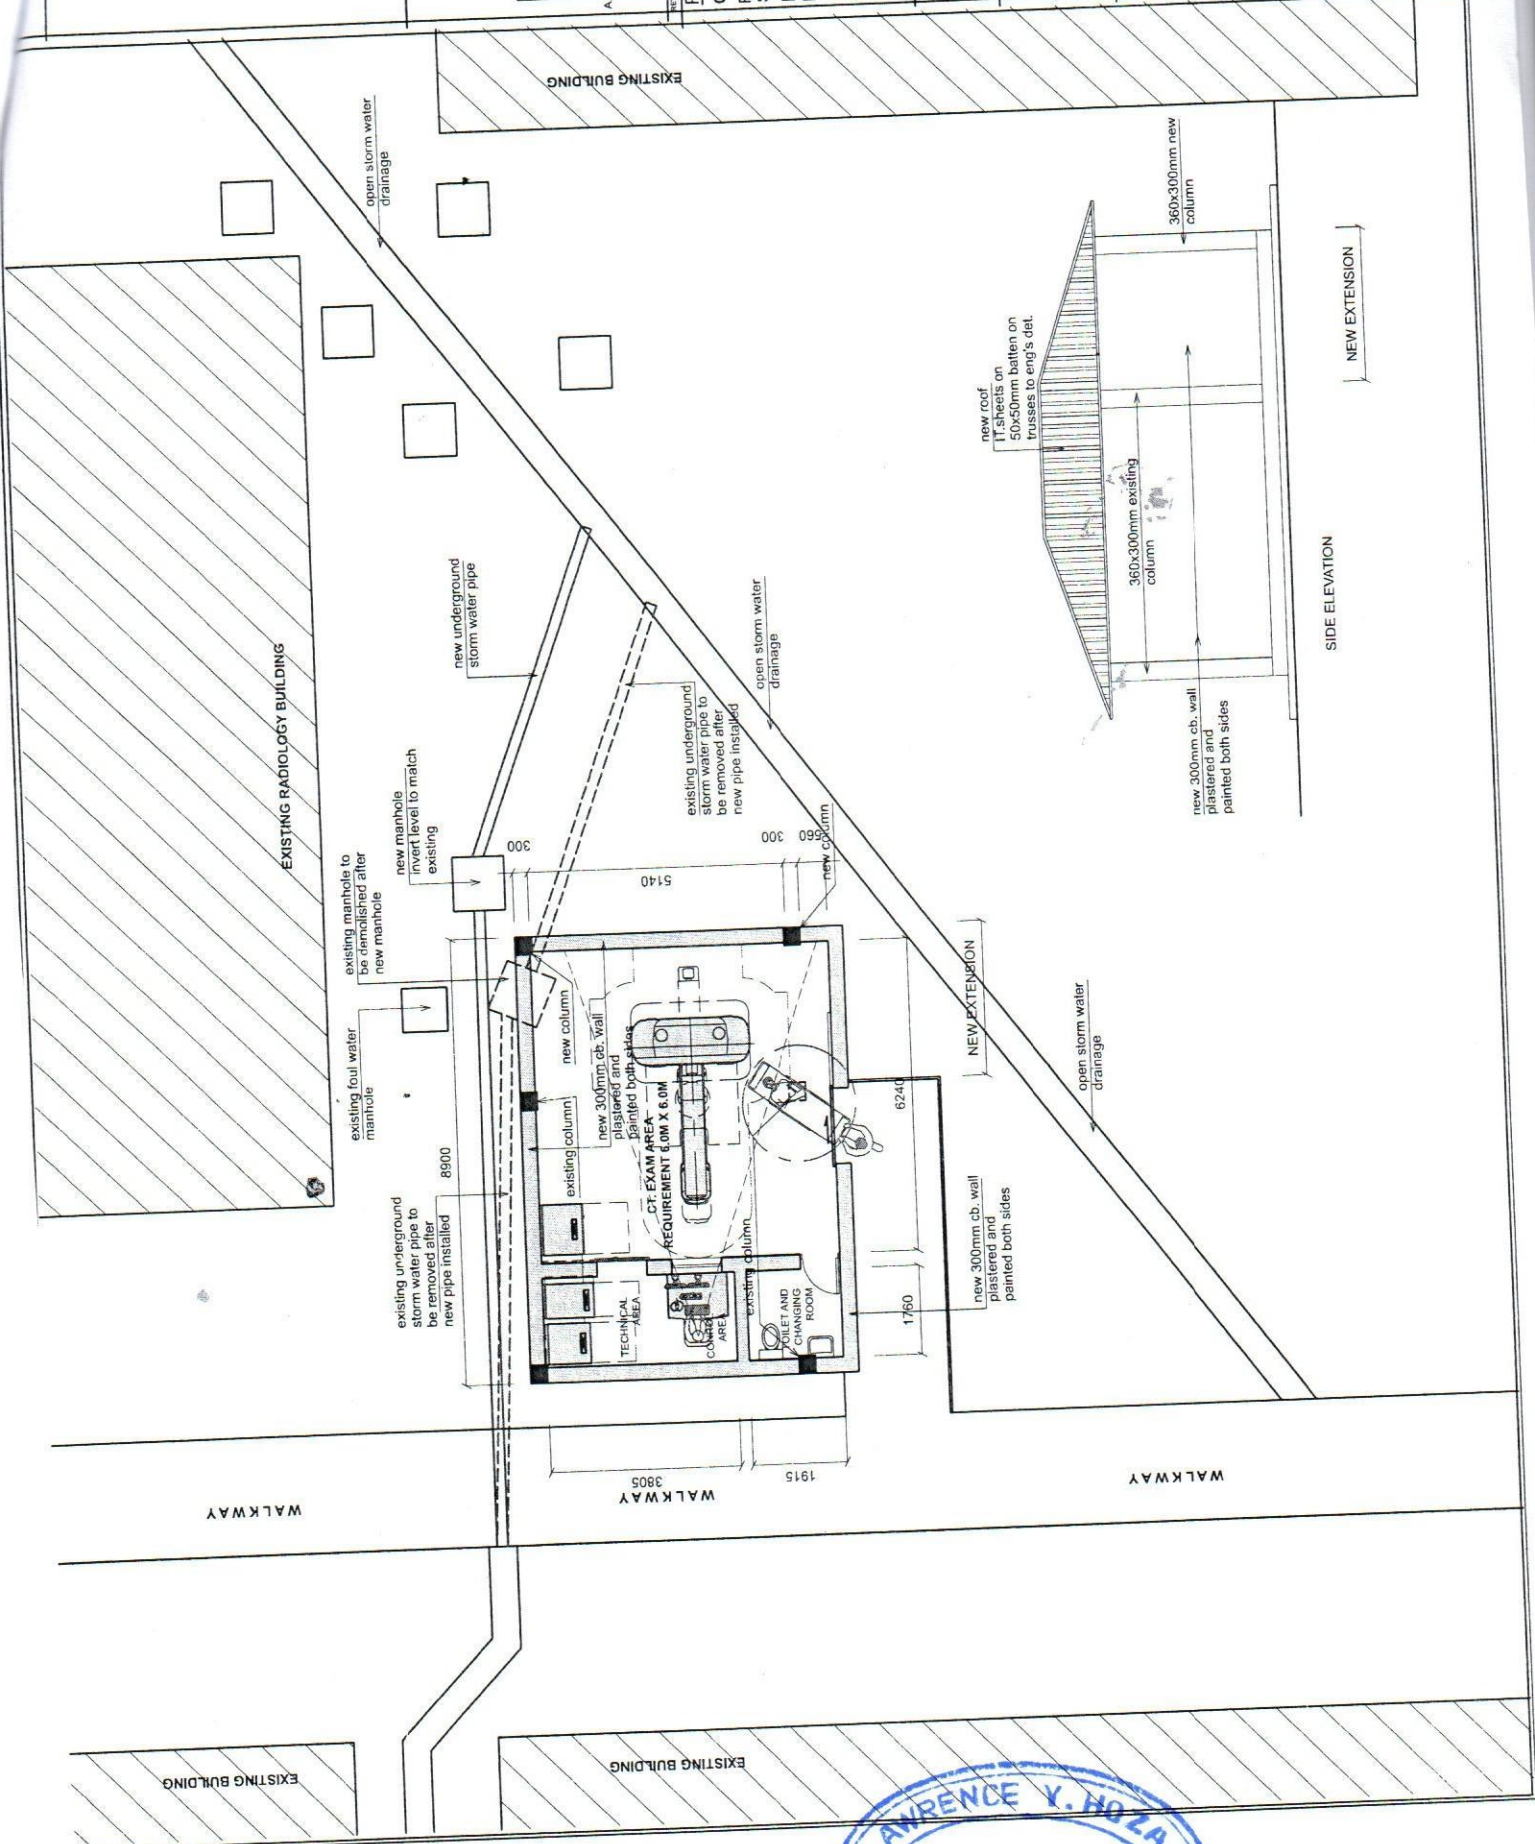 EXISTING BUILDING
open storm water
drainage
EXISTING RADIOLOGY BUILDING
new underground
storm water pipe
new manhole
invert level to match
existing
existing manhole to
be demolished after
new manhole
existing foul water
manhole
existing underground
storm water pipe to
be removed after
new pipe installed
existing underground
storm water pipe to
be removed after
new pipe installed
open storm water
drainage
open storm water
drainage
8900
300
5140
300
560
new column
new column
existing column
new 300mm cb. wall
plastered and
painted both sides
CT. EXAM AREA
REQUIREMENT 6.0M X 6.0M
existing column
TECHNICAL
AREA
AREA
TOILET AND
CHANGING
ROOM
6240
1760
NEW EXTENSION
new 300mm cb. wall
plastered and
painted both sides
3805
1915
WALKWAY
WALKWAY
WALKWAY
EXISTING BUILDING
EXISTING BUILDING
new roof
IT.sheets on
50x50mm batten on
trusses to eng's det.
360x300mm existing
column
360x300mm new
column
new 300mm cb. wall
plastered and
painted both sides
NEW EXTENSION
SIDE ELEVATION
AWRENCE Y. HOZA